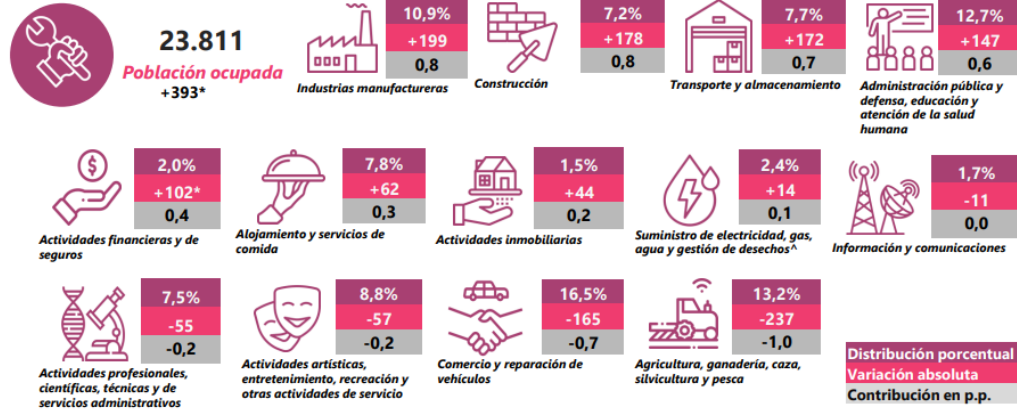 23.811
Población ocupada
+393*
10,9%
+199
0,8
Industrias manufactureras
7,2%
+178
0,8
Construcción
7,7%
+172
0,7
Transporte y almacenamiento
12,7%
+147
0,6
Administración pública y
defensa, educación y
atención de la salud
humana
$
2,0%
+102*
0,4
Actividades financieras y de
seguros
7,8%
+62
0,3
Alojamiento y servicios de
comida
1,5%
+44
0,2
Actividades inmobiliarias
2,4%
+14
0,1
Suministro de electricidad, gas,
agua y gestión de desechos^
1,7%
-11
0,0
Información y comunicaciones
7,5%
-55
-0,2
Actividades profesionales,
científicas, técnicas y de
servicios administrativos
8,8%
-57
-0,2
Actividades artísticas,
entretenimiento, recreación y
otras actividades de servicio
16,5%
-165
-0,7
Comercio y reparación de
vehículos
13,2%
-237
-1,0
Agricultura, ganadería, caza,
silvicultura y pesca
Distribución porcentual
Variación absoluta
Contribución en p.p.